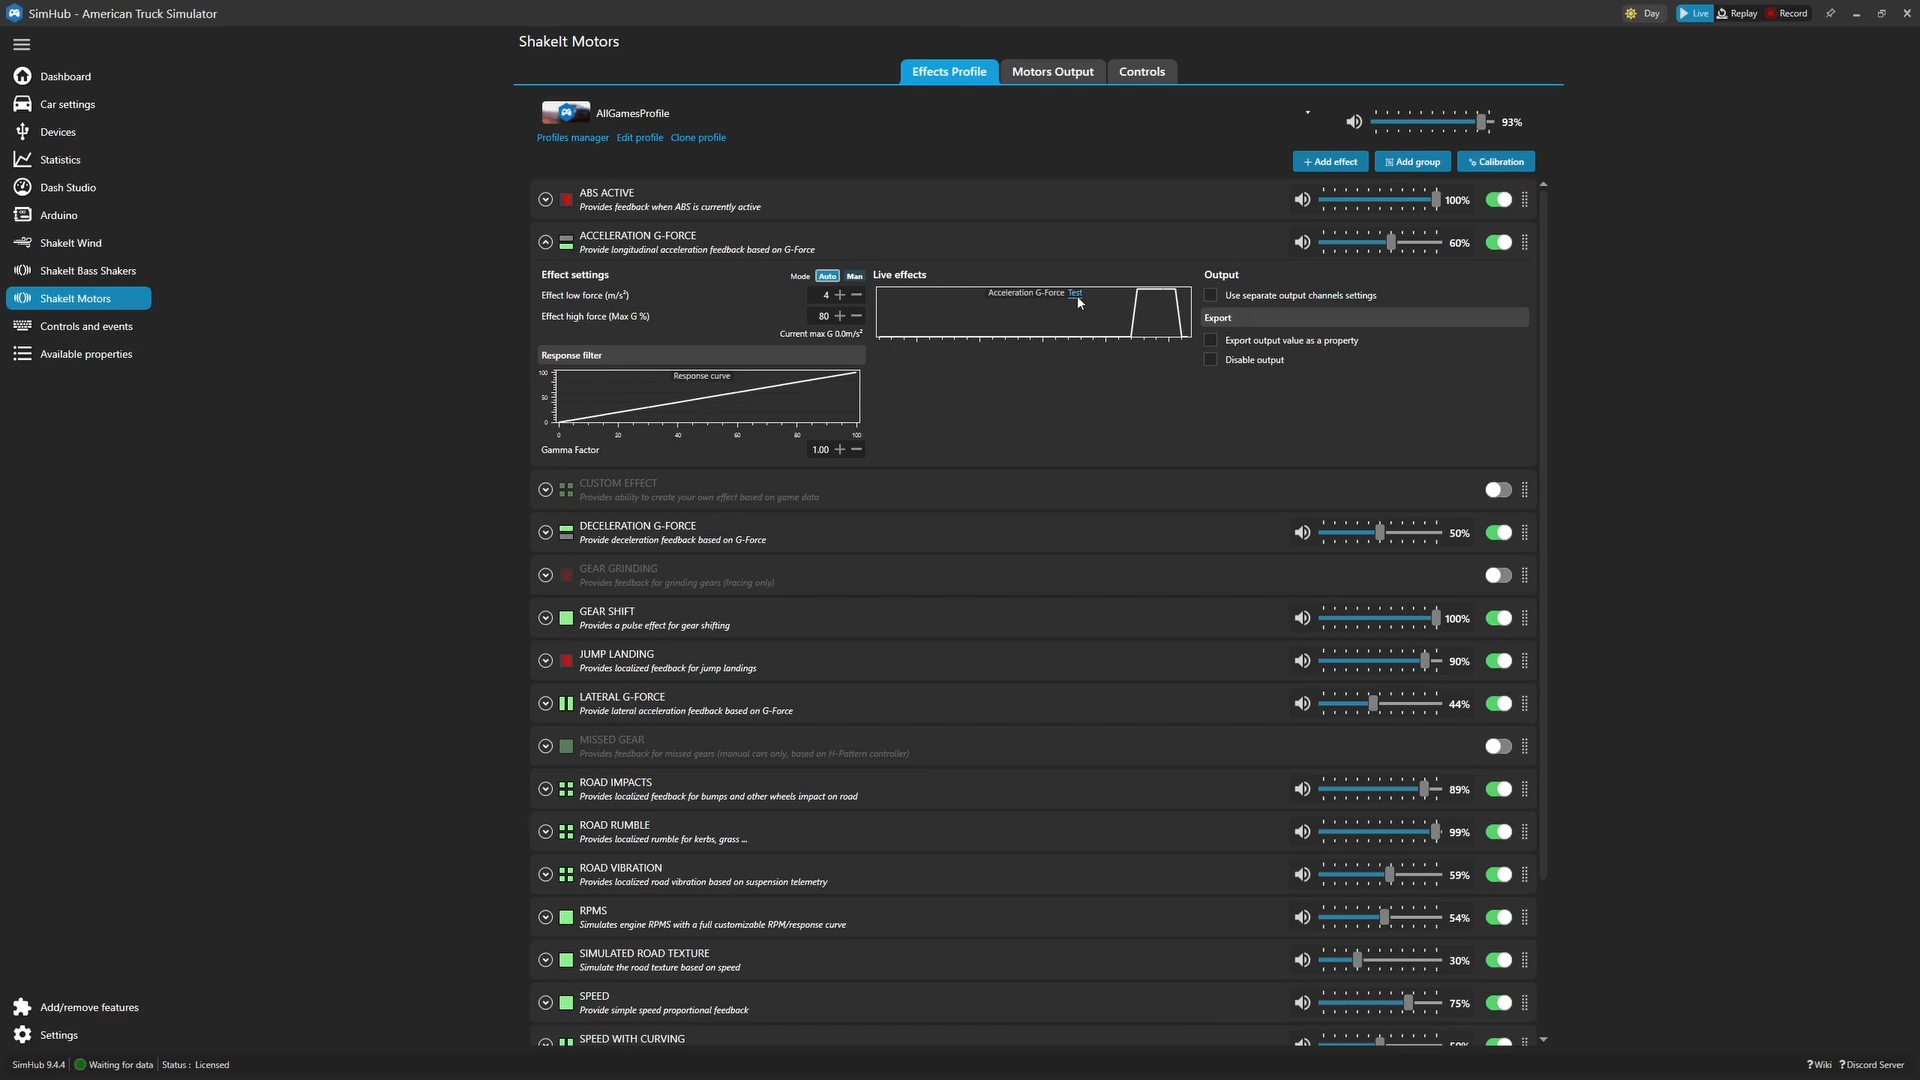 SimHub - American Truck Simulator
Day
Live
Replay
Record
Dashboard
Car settings
Devices
Statistics
Dash Studio
Arduino
ShakeIt Wind
ShakeIt Bass Shakers
ShakeIt Motors
Controls and events
Available properties
Add/remove features
Settings
ShakeIt Motors
Effects Profile
Motors Output
Controls
AllGamesProfile
93%
Profiles manager Edit profile Clone profile
+ Add effect
Add group
Calibration
ABS ACTIVE
Provides feedback when ABS is currently active
100%
ACCELERATION G-FORCE
Provide longitudinal acceleration feedback based on G-Force
60%
Effect settings
Mode Auto Man
Effect low force (m/s²)
4
Effect high force (Max G %)
80
Current max G 0.0m/s²
Response filter
Response curve
100
50
0
0 20 40 60 80 100
Gamma Factor
1.00
Live effects
Acceleration G-Force Test
Output
Use separate output channels settings
Export
Export output value as a property
Disable output
CUSTOM EFFECT
Provides ability to create your own effect based on game data
DECELERATION G-FORCE
Provide deceleration feedback based on G-Force
50%
GEAR GRINDING
Provides feedback for grinding gears (Iracing only)
GEAR SHIFT
Provides a pulse effect for gear shifting
100%
JUMP LANDING
Provides localized feedback for jump landings
90%
LATERAL G-FORCE
Provide lateral acceleration feedback based on G-Force
44%
MISSED GEAR
Provides feedback for missed gears (manual cars only, based on H-Pattern controller)
ROAD IMPACTS
Provides localized feedback for bumps and other wheels impact on road
89%
ROAD RUMBLE
Provides localized rumble for kerbs, grass ...
99%
ROAD VIBRATION
Provides localized road vibration based on suspension telemetry
59%
RPMS
Simulates engine RPMS with a full customizable RPM/response curve
54%
SIMULATED ROAD TEXTURE
Simulate the road texture based on speed
30%
SPEED
Provide simple speed proportional feedback
75%
SPEED WITH CURVING
SimHub 9.4.4
Waiting for data
Status : Licensed
? Wiki ? Discord Server